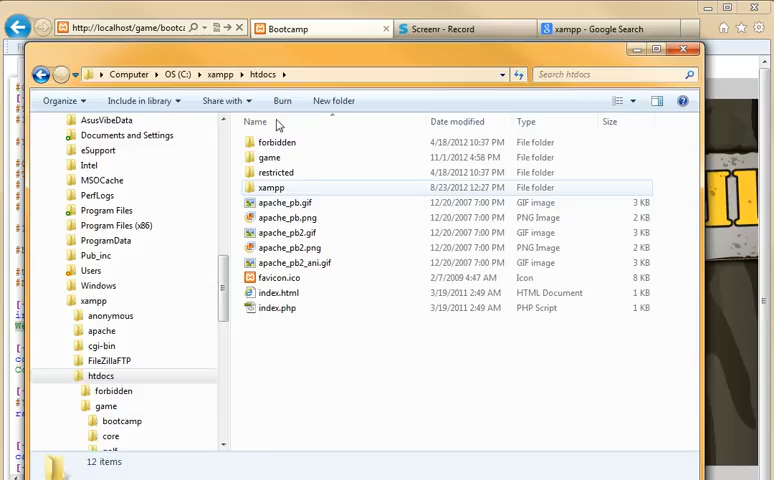 http://localhost/game/bootca
Bootcamp
Screenr - Record
xampp - Google Search
Computer OS (C:) xampp htdocs
Search htdocs
Organize Include in library Share with Burn New folder
Name Date modified Type Size
AsusVibeData
Documents and Settings
eSupport
Intel
MSOCache
PerfLogs
Program Files
Program Files (x86)
ProgramData
Pub_inc
Users
Windows
xampp
anonymous
apache
cgi-bin
FileZillaFTP
htdocs
forbidden
game
bootcamp
core
forbidden 4/18/2012 10:37 PM File folder
game 11/1/2012 4:58 PM File folder
restricted 4/18/2012 10:37 PM File folder
xampp 8/23/2012 12:27 PM File folder
apache_pb.gif 12/20/2007 7:00 PM GIF image 3 KB
apache_pb.png 12/20/2007 7:00 PM PNG Image 2 KB
apache_pb2.gif 12/20/2007 7:00 PM GIF image 3 KB
apache_pb2.png 12/20/2007 7:00 PM PNG Image 2 KB
apache_pb2_ani.gif 12/20/2007 7:00 PM GIF image 3 KB
favicon.ico 2/7/2009 4:47 AM Icon 8 KB
index.html 3/19/2011 2:49 AM HTML Document 1 KB
index.php 3/19/2011 2:49 AM PHP Script 1 KB
12 items